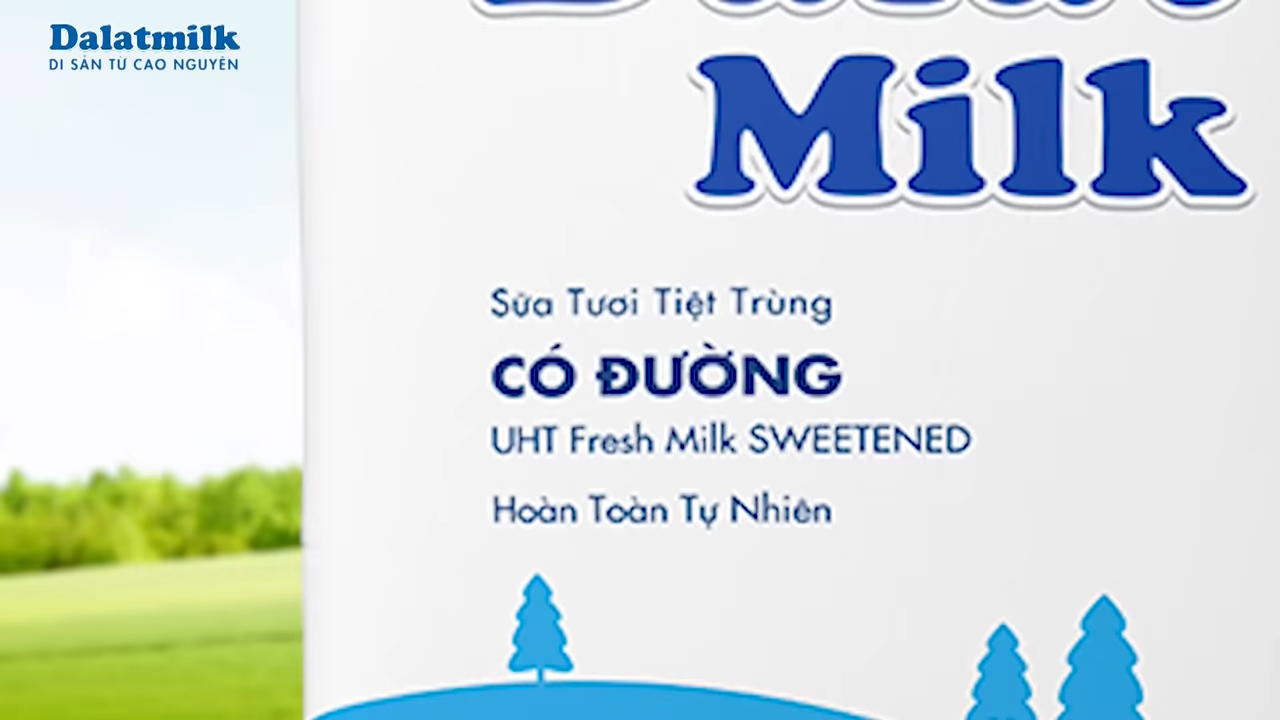 Dalatmilk
DI SẢN TỪ CAO NGUYÊN
Milk
Sữa Tươi Tiệt Trùng
CÓ ĐƯỜNG
UHT Fresh Milk SWEETENED
Hoàn Toàn Tự Nhiên